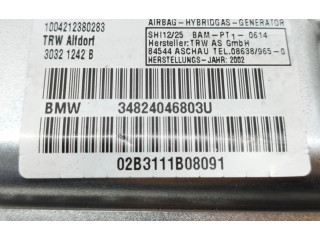 1004212380283
TRW Alfdorf
3032 1242 B
AIRBAG-HYBRIDGAS-GENERATOR
SHI12/25 BAM-PT1-0614
Hersteller:TRW AS GmbH
84544 ASCHAU TEL.08638/965-0
HERSTELLUNGS-JAHR: 2002
BMW 34824046803U
02B3111B08091